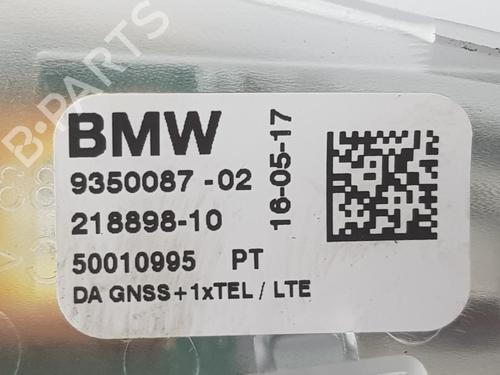 BMW
9350087-02
218898-10
50010995 PT
DA GNSS+1xTEL / LTE
16-05-17
B-PARTS